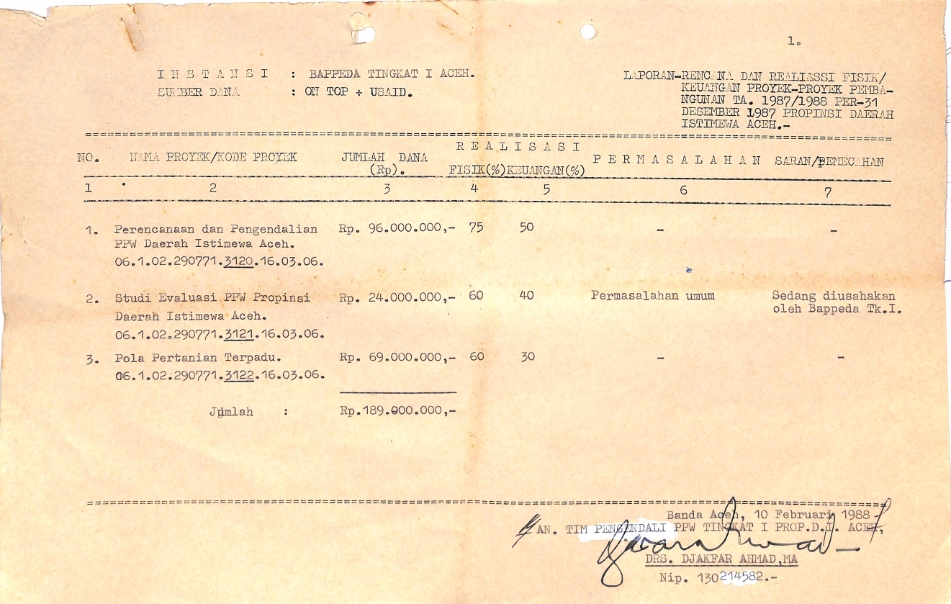 1.
I N S T A N S I : BAPPEDA TINGKAT I ACEH.
SUMBER DANA : ON TOP + USAID.
LAPORAN-RENCANA DAN REALIASSI FISIK/
KEUANGAN PROYEK-PROYEK PEMBA-
NGUNAN TA. 1987/1988 PER-31
DESEMBER 1987 PROPINSI DAERAH
ISTIMEWA ACEH.-
NO. NAMA PROYEK/KODE PROYEK JUMLAH DANA R E A L I S A S I P E R M A S A L A H A N SARAN/PEMECAHAN
(Rp). FISIK(%) KEUANGAN(%)
1 2 3 4 5 6 7
1. Perencanaan dan Pengendalian Rp. 96.000.000,- 75 50 - -
PPW Daerah Istimewa Aceh.
06.1.02.290771.3120.16.03.06.
2. Studi Evaluasi PPW Propinsi Rp. 24.000.000,- 60 40 Permasalahan umum Sedang diusahakan
Daerah Istimewa Aceh. oleh Bappeda Tk.I.
06.1.02.290771.3121.16.03.06.
3. Pola Pertanian Terpadu. Rp. 69.000.000,- 60 30 - -
06.1.02.290771.3122.16.03.06.
Jumlah : Rp.189.000.000,-
Banda Aceh, 10 Februari 1988
AN. TIM PENGENDALI PPW TINGKAT I PROP.D.I. ACEH,
DRS. DJAKFAR AHMAD,MA
Nip. 130214582.-